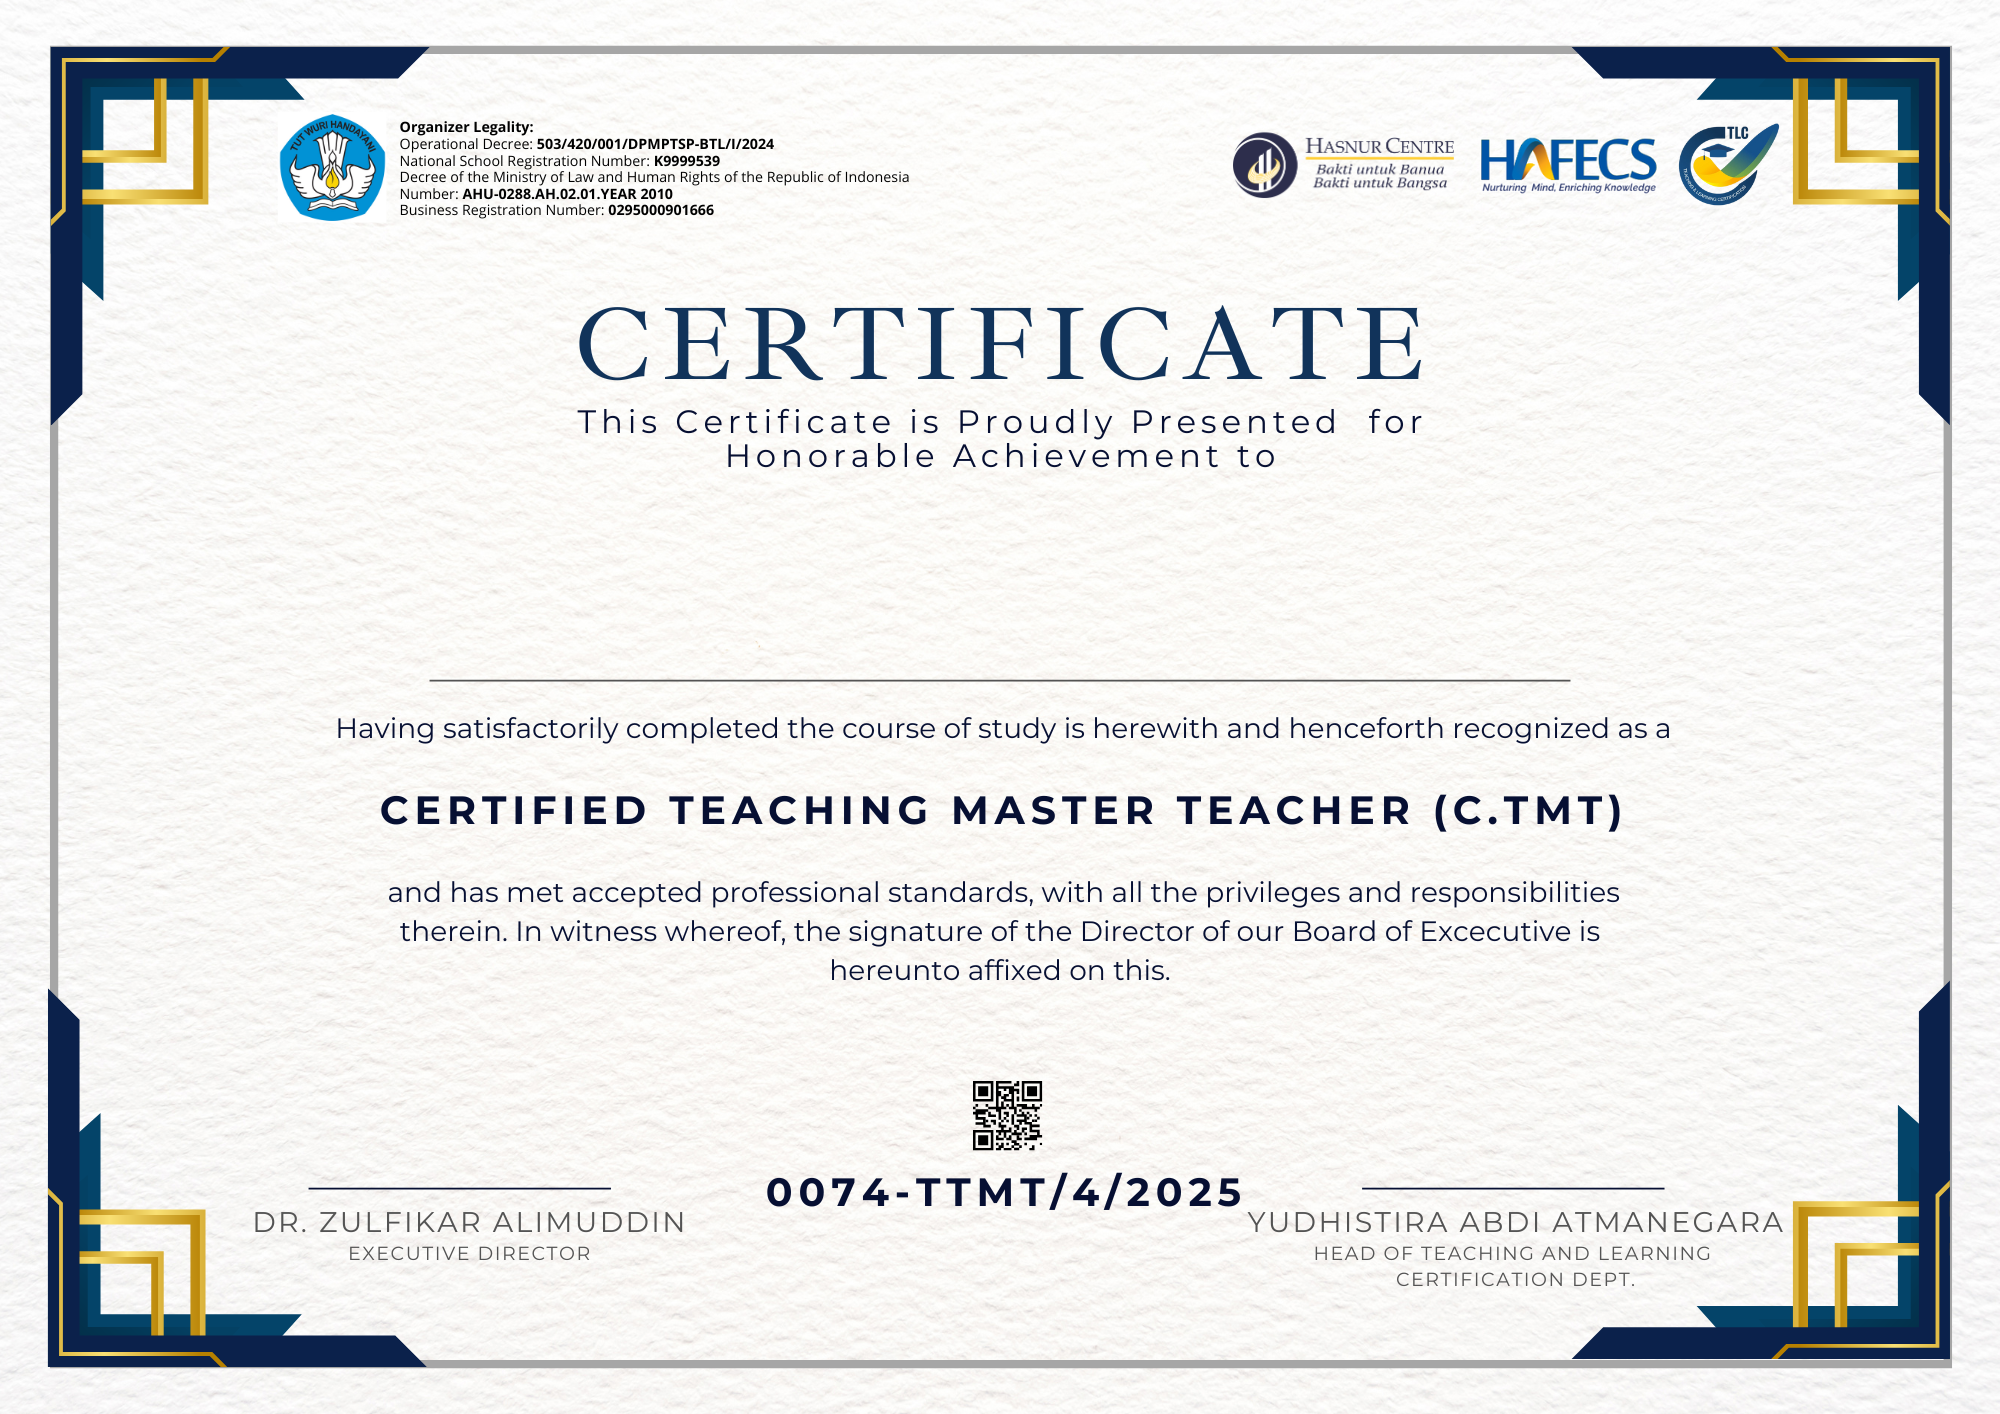 TUT WURI HANDAYANI
Organizer Legality:
Operational Decree: 503/420/001/DPMPTSP-BTL/I/2024
National School Registration Number: K9999539
Decree of the Ministry of Law and Human Rights of the Republic of Indonesia
Number: AHU-0288.AH.02.01.YEAR 2010
Business Registration Number: 0295000901666
HASNUR CENTRE
Bakti untuk Banua
Bakti untuk Bangsa
HAFECS
Nurturing Mind, Enriching Knowledge
TLC
TEACHING & LEARNING CERTIFICATION
CERTIFICATE
This Certificate is Proudly Presented for
Honorable Achievement to
Having satisfactorily completed the course of study is herewith and henceforth recognized as a
CERTIFIED TEACHING MASTER TEACHER (C.TMT)
and has met accepted professional standards, with all the privileges and responsibilities
therein. In witness whereof, the signature of the Director of our Board of Excecutive is
hereunto affixed on this.
0074-TTMT/4/2025
DR. ZULFIKAR ALIMUDDIN
EXECUTIVE DIRECTOR
YUDHISTIRA ABDI ATMANEGARA
HEAD OF TEACHING AND LEARNING
CERTIFICATION DEPT.